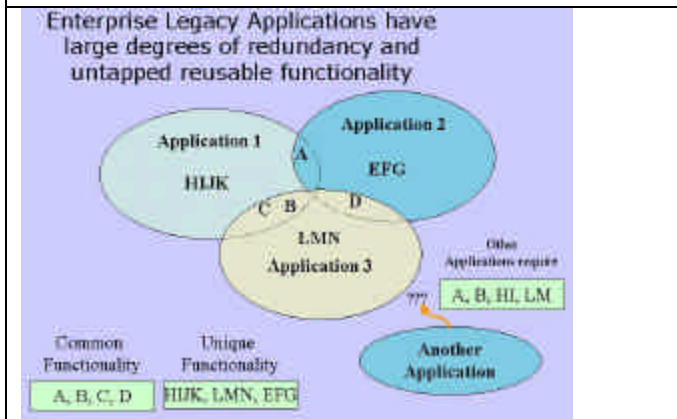 Enterprise Legacy Applications have
large degrees of redundancy and
untapped reusable functionality
Application 1
Application 2
A
EFG
HIJK
C B
D
LMN
Application 3
Other
Applications require
???
A, B, HI, LM
Common
Functionality
Unique
Functionality
Another
Application
A, B, C, D
HIJK, LMN, EFG